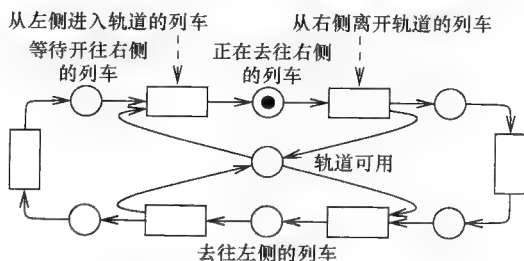 从左侧进入轨道的列车
从右侧离开轨道的列车
等待开往右侧
的列车
正在去往右侧
的列车
轨道可用
去往左侧的列车